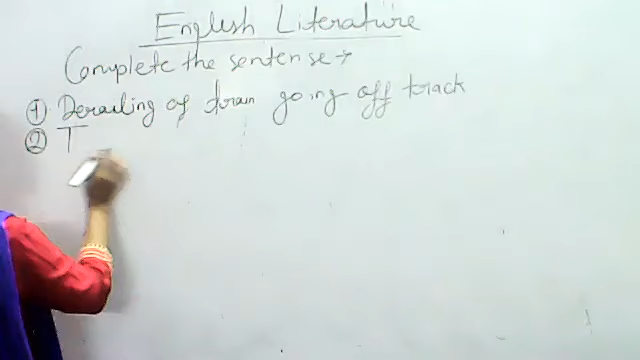 English Literature
Complete the sentense →
① Derailing of train going off track
② T